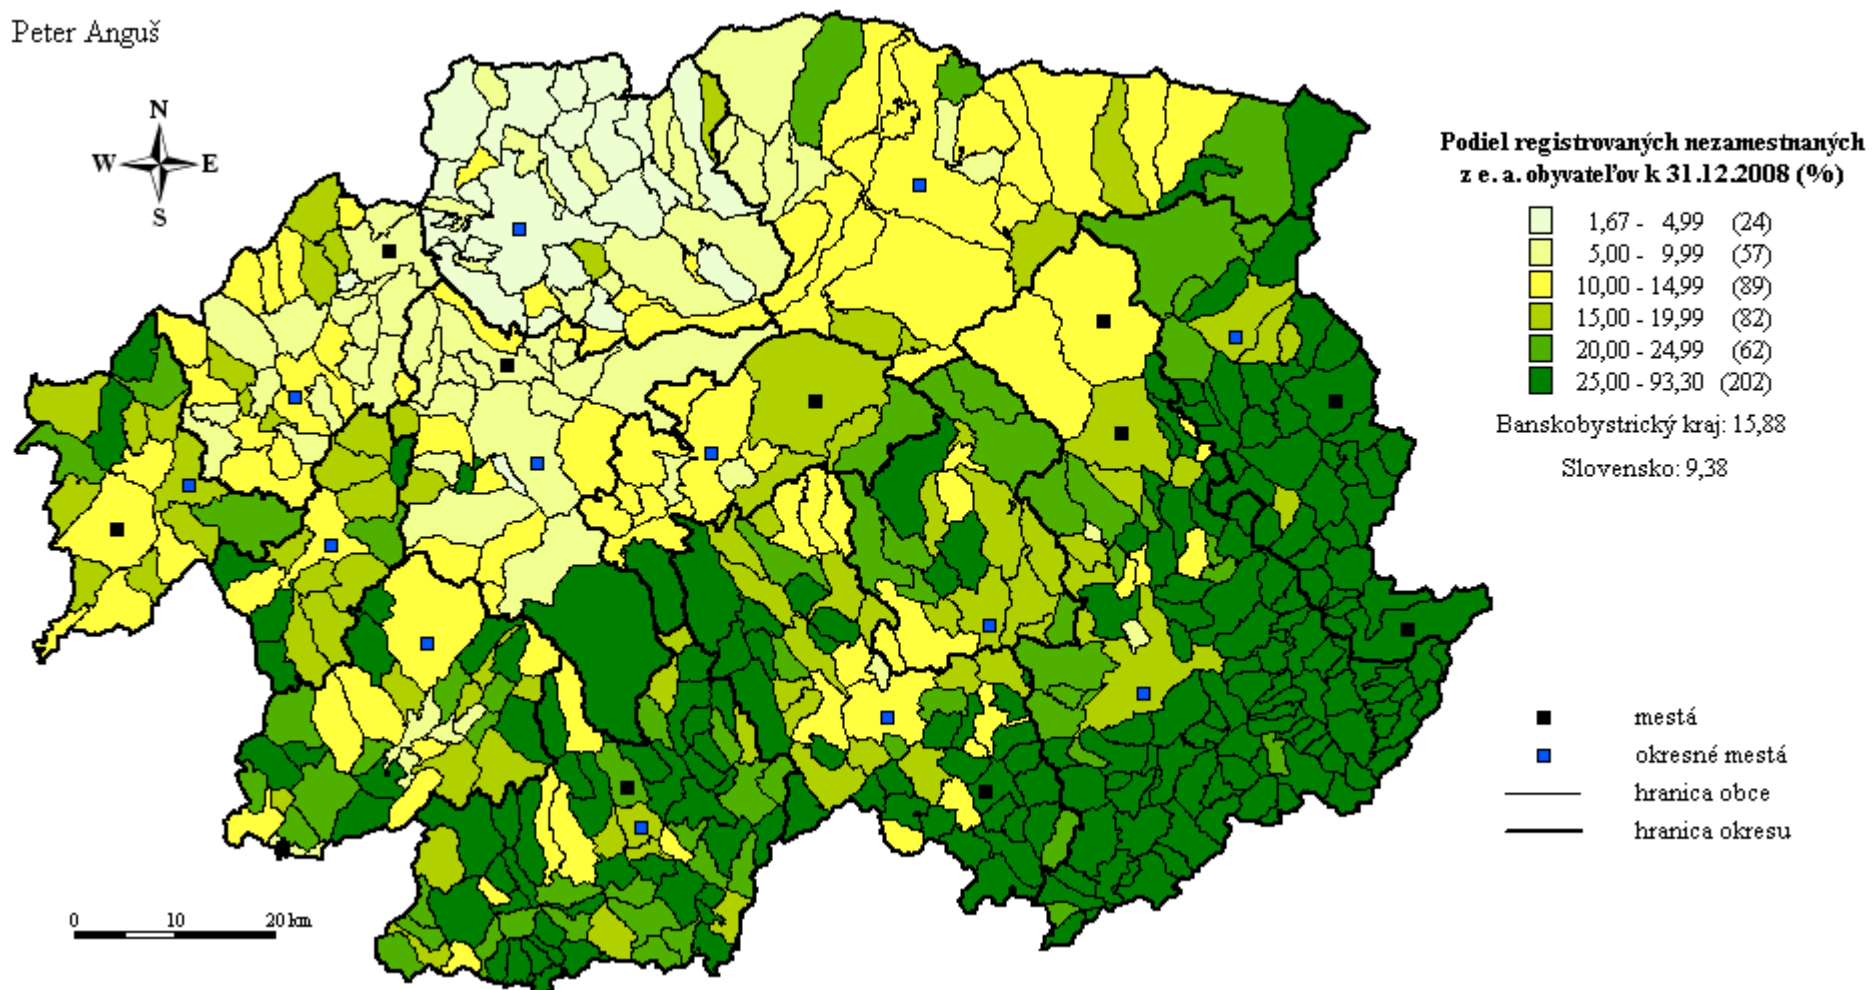 Peter Anguš
N
W E
S
Podiel registrovaných nezamestnaných
z e. a. obyvateľov k 31.12.2008 (%)
1,67 - 4,99 (24)
5,00 - 9,99 (57)
10,00 - 14,99 (89)
15,00 - 19,99 (82)
20,00 - 24,99 (62)
25,00 - 93,30 (202)
Banskobystrický kraj: 15,88
Slovensko: 9,38
mestá
okresné mestá
hranica obce
hranica okresu
0 10 20 km